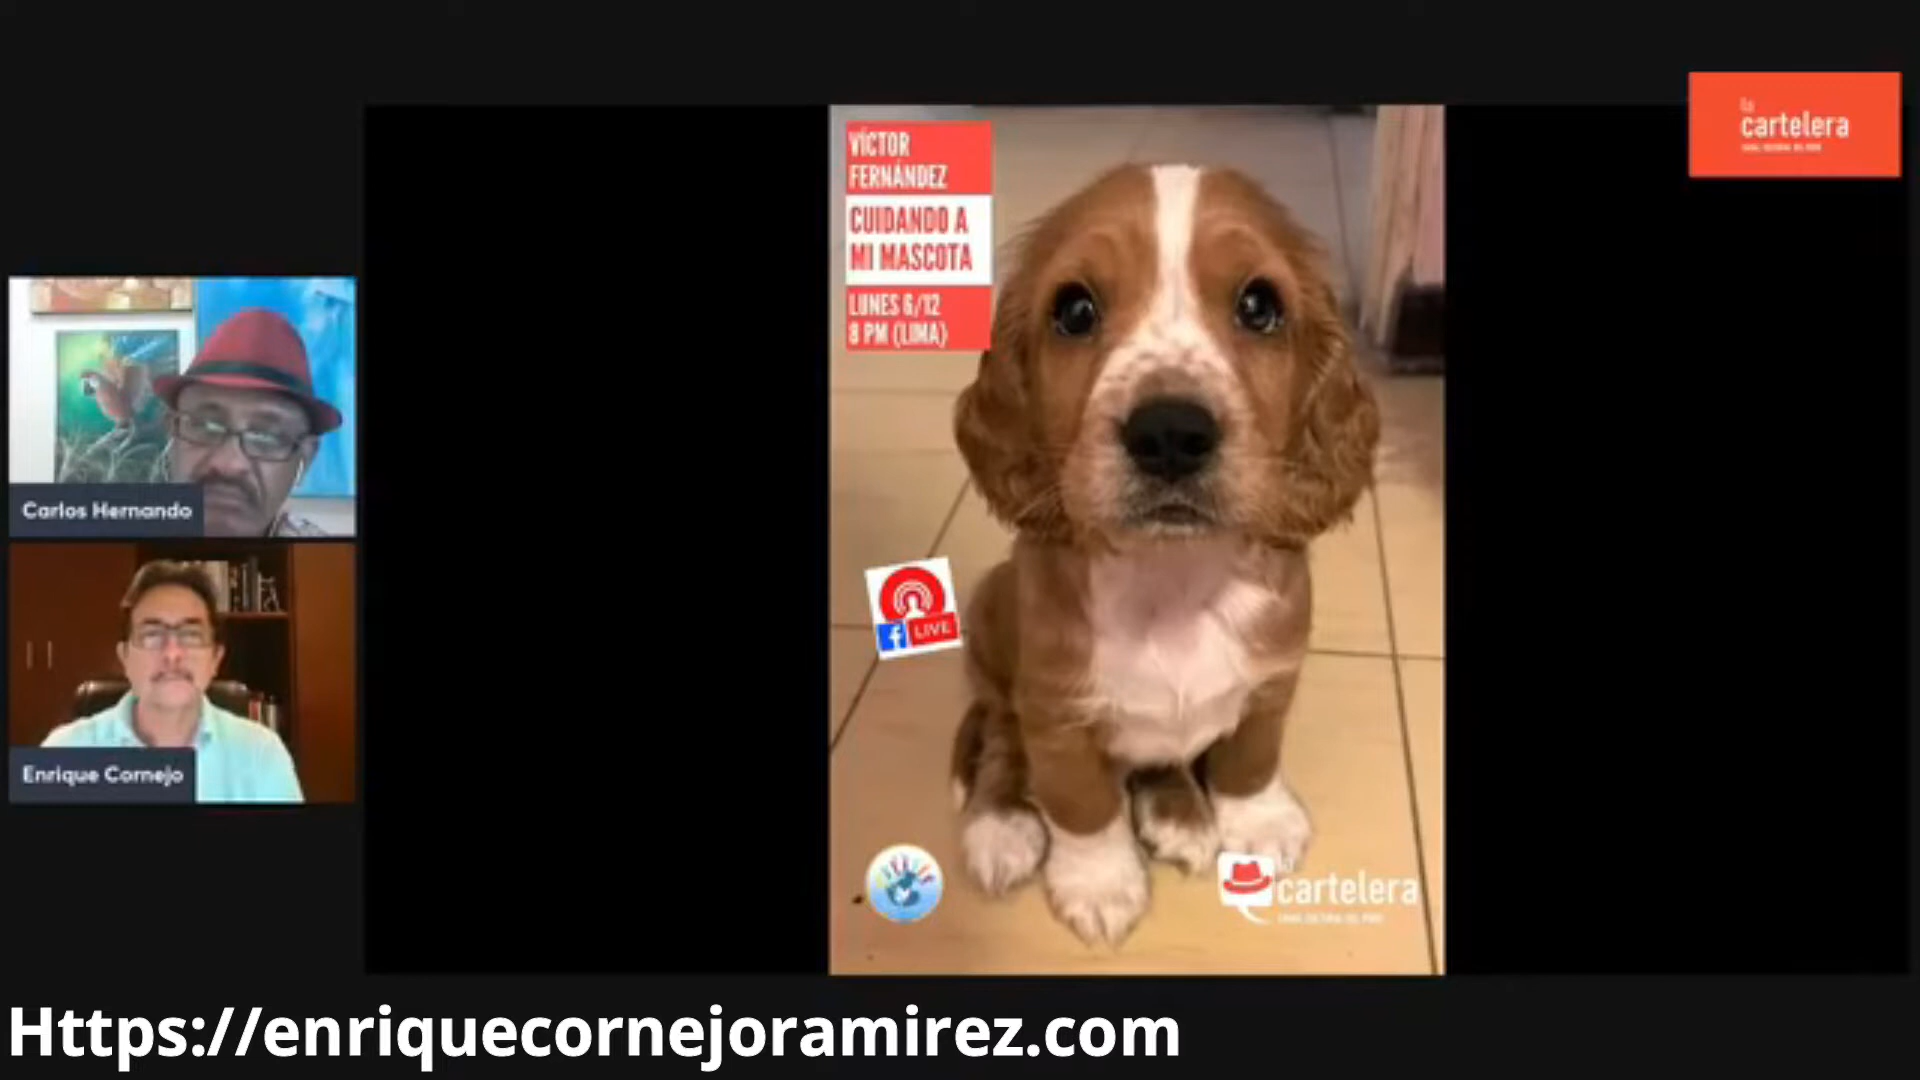 la
cartelera
VÍCTOR
FERNÁNDEZ
CUIDANDO A
MI MASCOTA
LUNES 6/12
8 PM (LIMA)
Carlos Hernando
f LIVE
Enrique Cornejo
cartelera
Https://enriquecornejoramirez.com